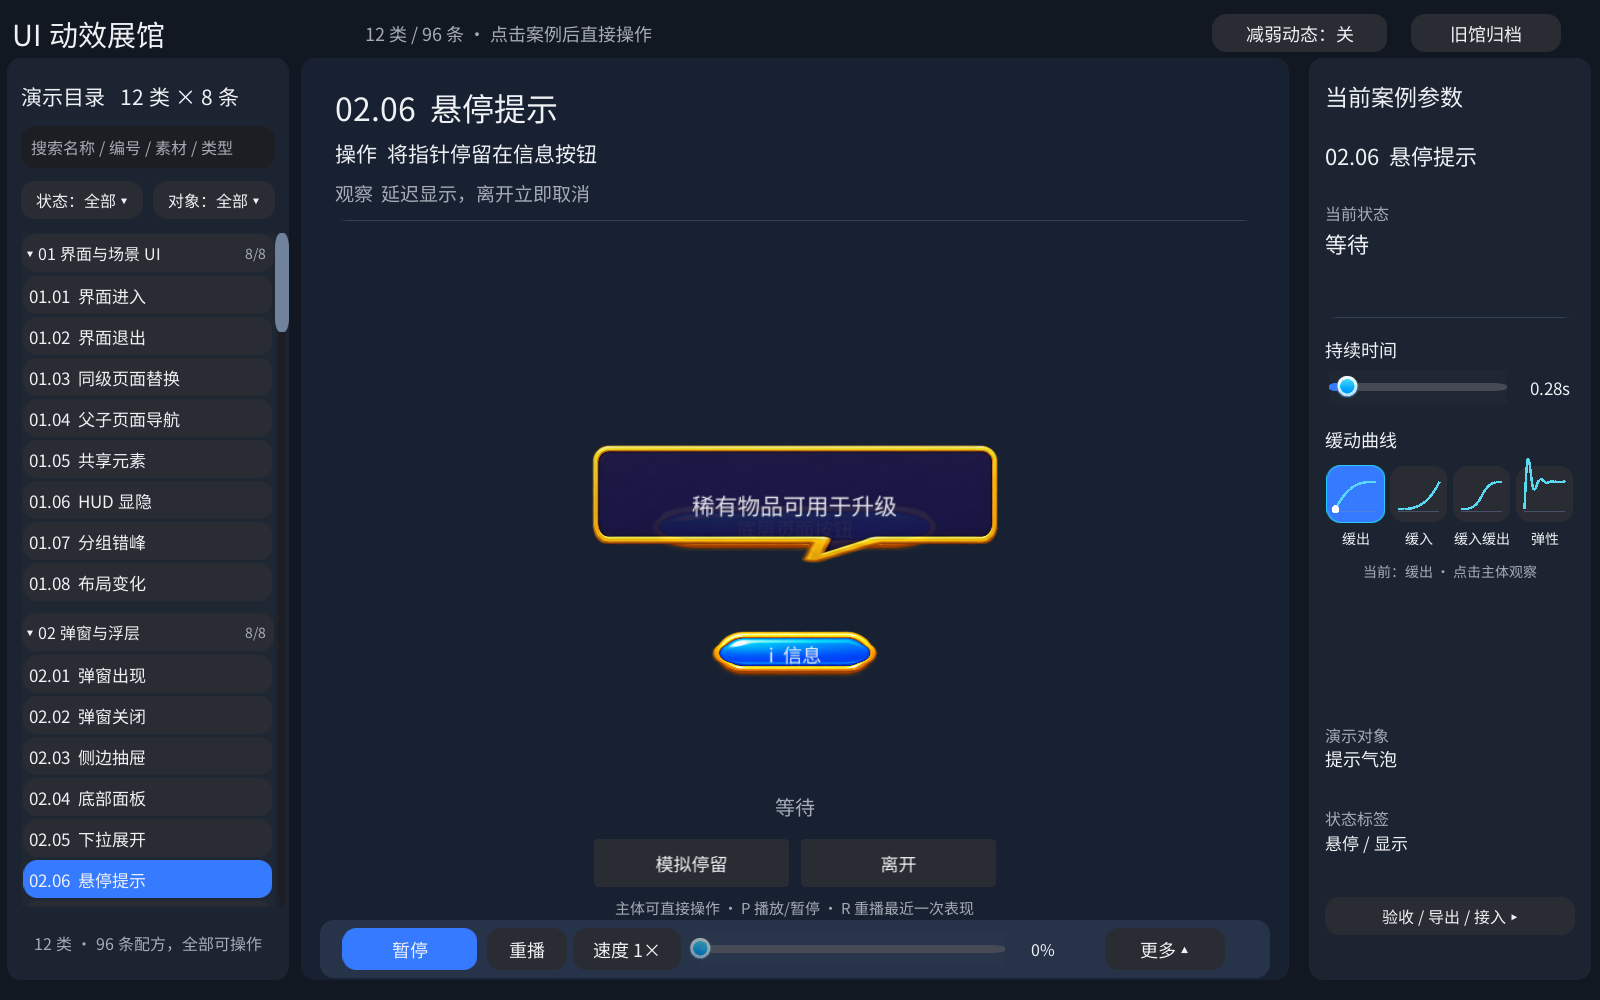 UI 动效展馆
12 类 / 96 条 · 点击案例后直接操作
减弱动态：关
旧馆归档
演示目录 12 类 × 8 条
搜索名称 / 编号 / 素材 / 类型
状态：全部 ▾
对象：全部 ▾
▾ 01 界面与场景 UI 8/8
01.01 界面进入
01.02 界面退出
01.03 同级页面替换
01.04 父子页面导航
01.05 共享元素
01.06 HUD 显隐
01.07 分组错峰
01.08 布局变化
▾ 02 弹窗与浮层 8/8
02.01 弹窗出现
02.02 弹窗关闭
02.03 侧边抽屉
02.04 底部面板
02.05 下拉展开
02.06 悬停提示
12 类 · 96 条配方，全部可操作
02.06 悬停提示
操作 将指针停留在信息按钮
观察 延迟显示，离开立即取消
稀有物品可用于升级
底层页面按钮
i 信息
等待
模拟停留
离开
主体可直接操作 · P 播放/暂停 · R 重播最近一次表现
暂停
重播
速度 1×
0%
更多 ▴
当前案例参数
02.06 悬停提示
当前状态
等待
持续时间
0.28s
缓动曲线
缓出
缓入
缓入缓出
弹性
当前：缓出 · 点击主体观察
演示对象
提示气泡
状态标签
悬停 / 显示
验收 / 导出 / 接入 ▸